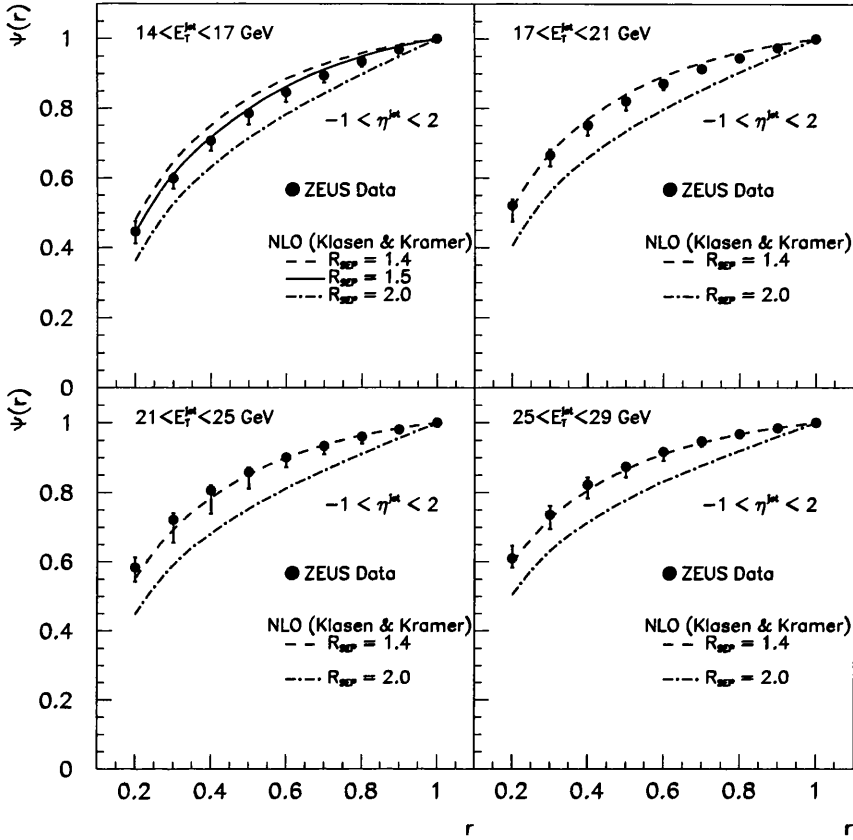 Ψ(r)
1
0.8
0.6
0.4
0.2
0
14<E_T^jet<17 GeV
−1 < η^jet < 2
ZEUS Data
NLO (Klasen & Kramer)
R_SEP = 1.4
R_SEP = 1.5
R_SEP = 2.0
17<E_T^jet<21 GeV
−1 < η^jet < 2
ZEUS Data
NLO (Klasen & Kramer)
R_SEP = 1.4
R_SEP = 2.0
Ψ(r)
1
0.8
0.6
0.4
0.2
0
21<E_T^jet<25 GeV
−1 < η^jet < 2
ZEUS Data
NLO (Klasen & Kramer)
R_SEP = 1.4
R_SEP = 2.0
25<E_T^jet<29 GeV
−1 < η^jet < 2
ZEUS Data
NLO (Klasen & Kramer)
R_SEP = 1.4
R_SEP = 2.0
0.2 0.4 0.6 0.8 1
0.2 0.4 0.6 0.8 1
r
r